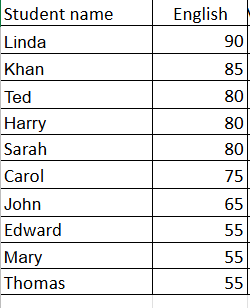 Student name English
Linda 90
Khan 85
Ted 80
Harry 80
Sarah 80
Carol 75
John 65
Edward 55
Mary 55
Thomas 55